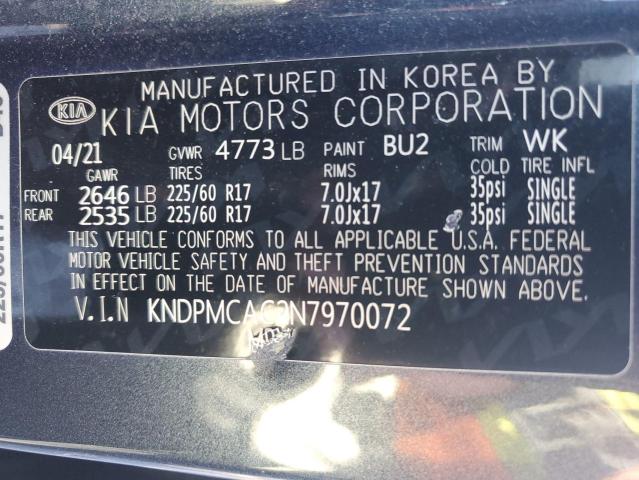 MANUFACTURED IN KOREA BY
KIA KIA MOTORS CORPORATION
04/21 GVWR 4773 LB PAINT BU2 TRIM WK
GAWR TIRES RIMS COLD TIRE INFL
FRONT 2646 LB 225/60 R17 7.0Jx17 35psi SINGLE
REAR 2535 LB 225/60 R17 7.0Jx17 35psi SINGLE
THIS VEHICLE CONFORMS TO ALL APPLICABLE U.S.A. FEDERAL
MOTOR VEHICLE SAFETY AND THEFT PREVENTION STANDARDS
IN EFFECT ON THE DATE OF MANUFACTURE SHOWN ABOVE.
V.I.N KNDPMCAC2N7970072